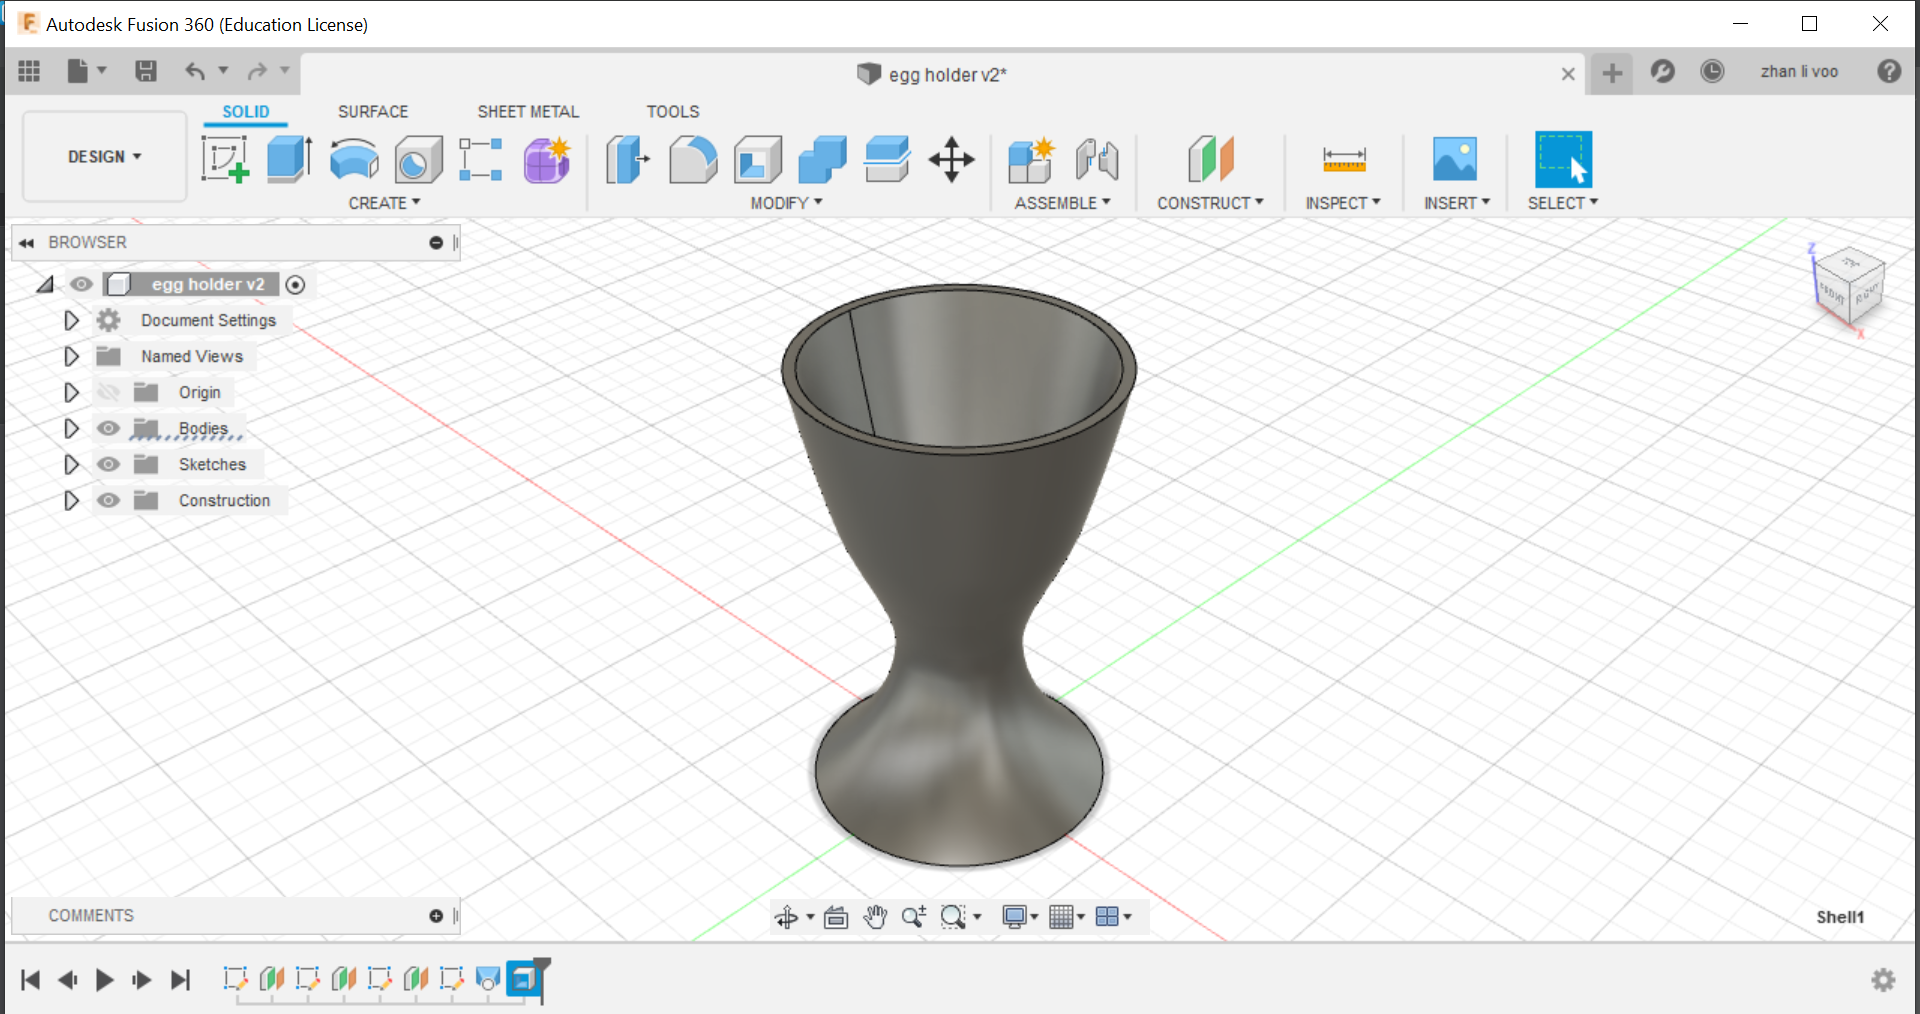 Autodesk Fusion 360 (Education License)
egg holder v2*
zhan li voo
SOLID SURFACE SHEET METAL TOOLS
DESIGN
CREATE MODIFY ASSEMBLE CONSTRUCT INSPECT INSERT SELECT
BROWSER
egg holder v2
Document Settings
Named Views
Origin
Bodies
Sketches
Construction
Z
FRONT RIGHT
X
COMMENTS
Shell1